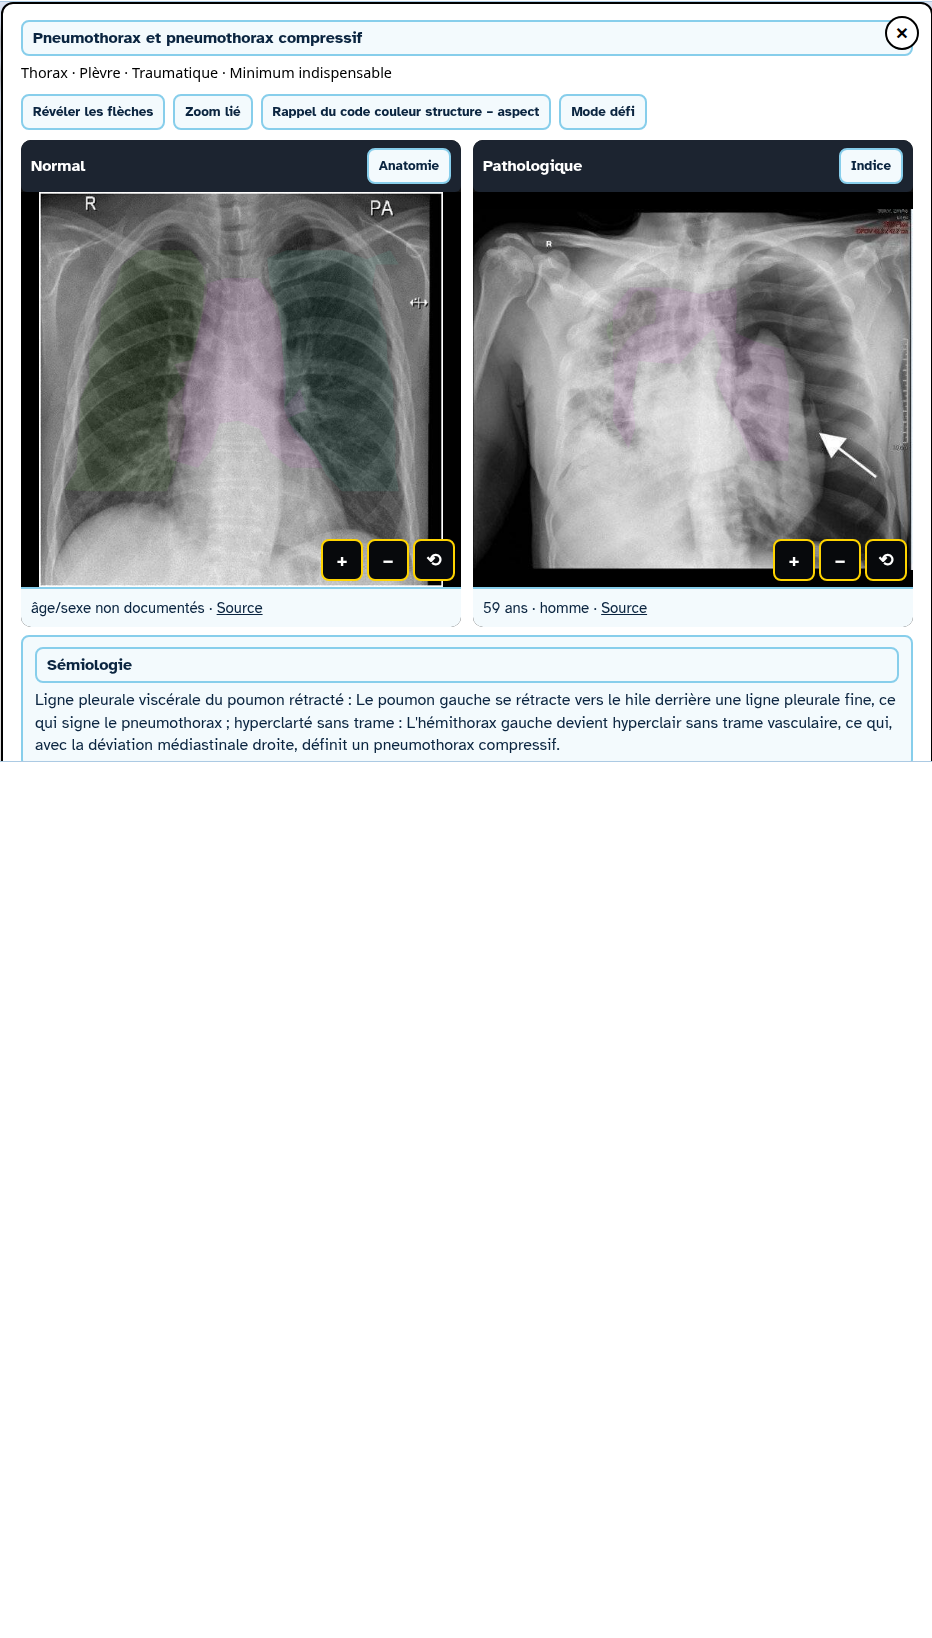 Pneumothorax et pneumothorax compressif
✕
Thorax · Plèvre · Traumatique · Minimum indispensable
Révéler les flèches
Zoom lié
Rappel du code couleur structure – aspect
Mode défi
Normal
Anatomie
R
PA
+
–
⟲
âge/sexe non documentés · Source
Pathologique
Indice
R
+
–
⟲
59 ans · homme · Source
Sémiologie
Ligne pleurale viscérale du poumon rétracté : Le poumon gauche se rétracte vers le hile derrière une ligne pleurale fine, ce
qui signe le pneumothorax ; hyperclarté sans trame : L'hémithorax gauche devient hyperclair sans trame vasculaire, ce qui,
avec la déviation médiastinale droite, définit un pneumothorax compressif.